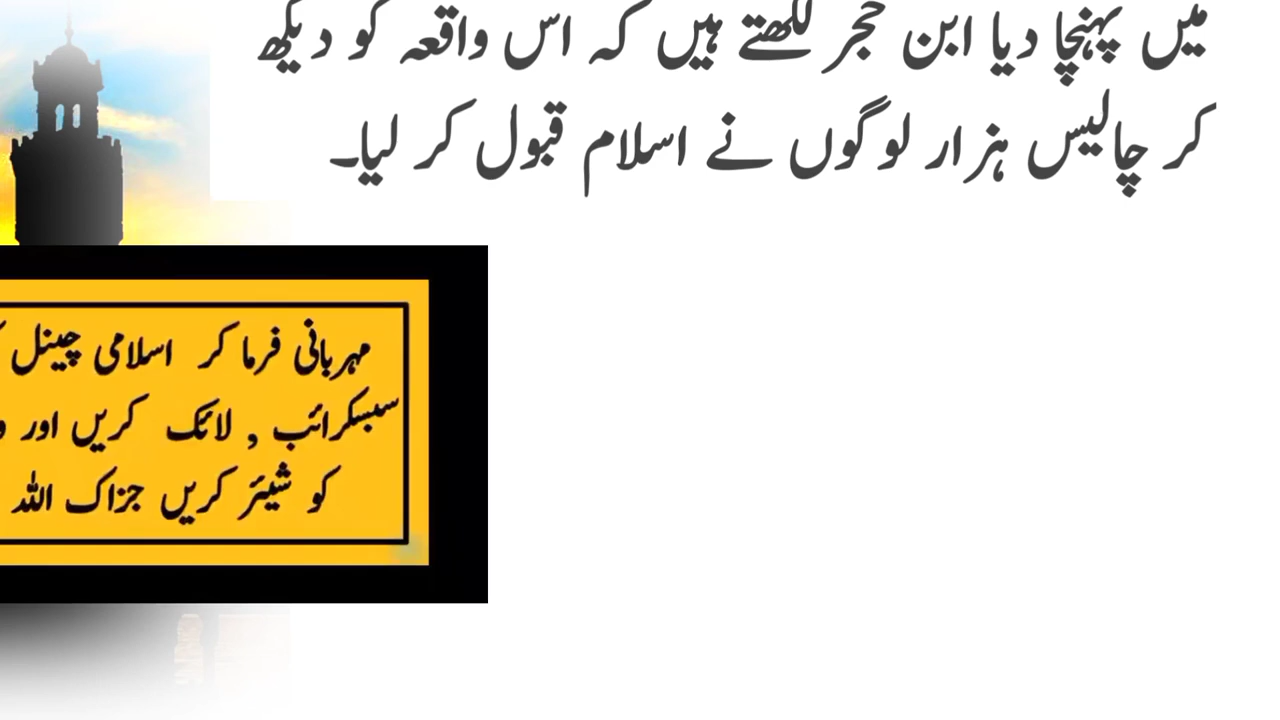 میں پہنچا دیا ابن حجر لکھتے ہیں کہ اس واقعہ کو دیکھ
کر چالیس ہزار لوگوں نے اسلام قبول کر لیا۔
مہربانی فرما کر اسلامی چینل
سبسکرائب , لائک کریں اور
کو شیئر کریں جزاک اللہ